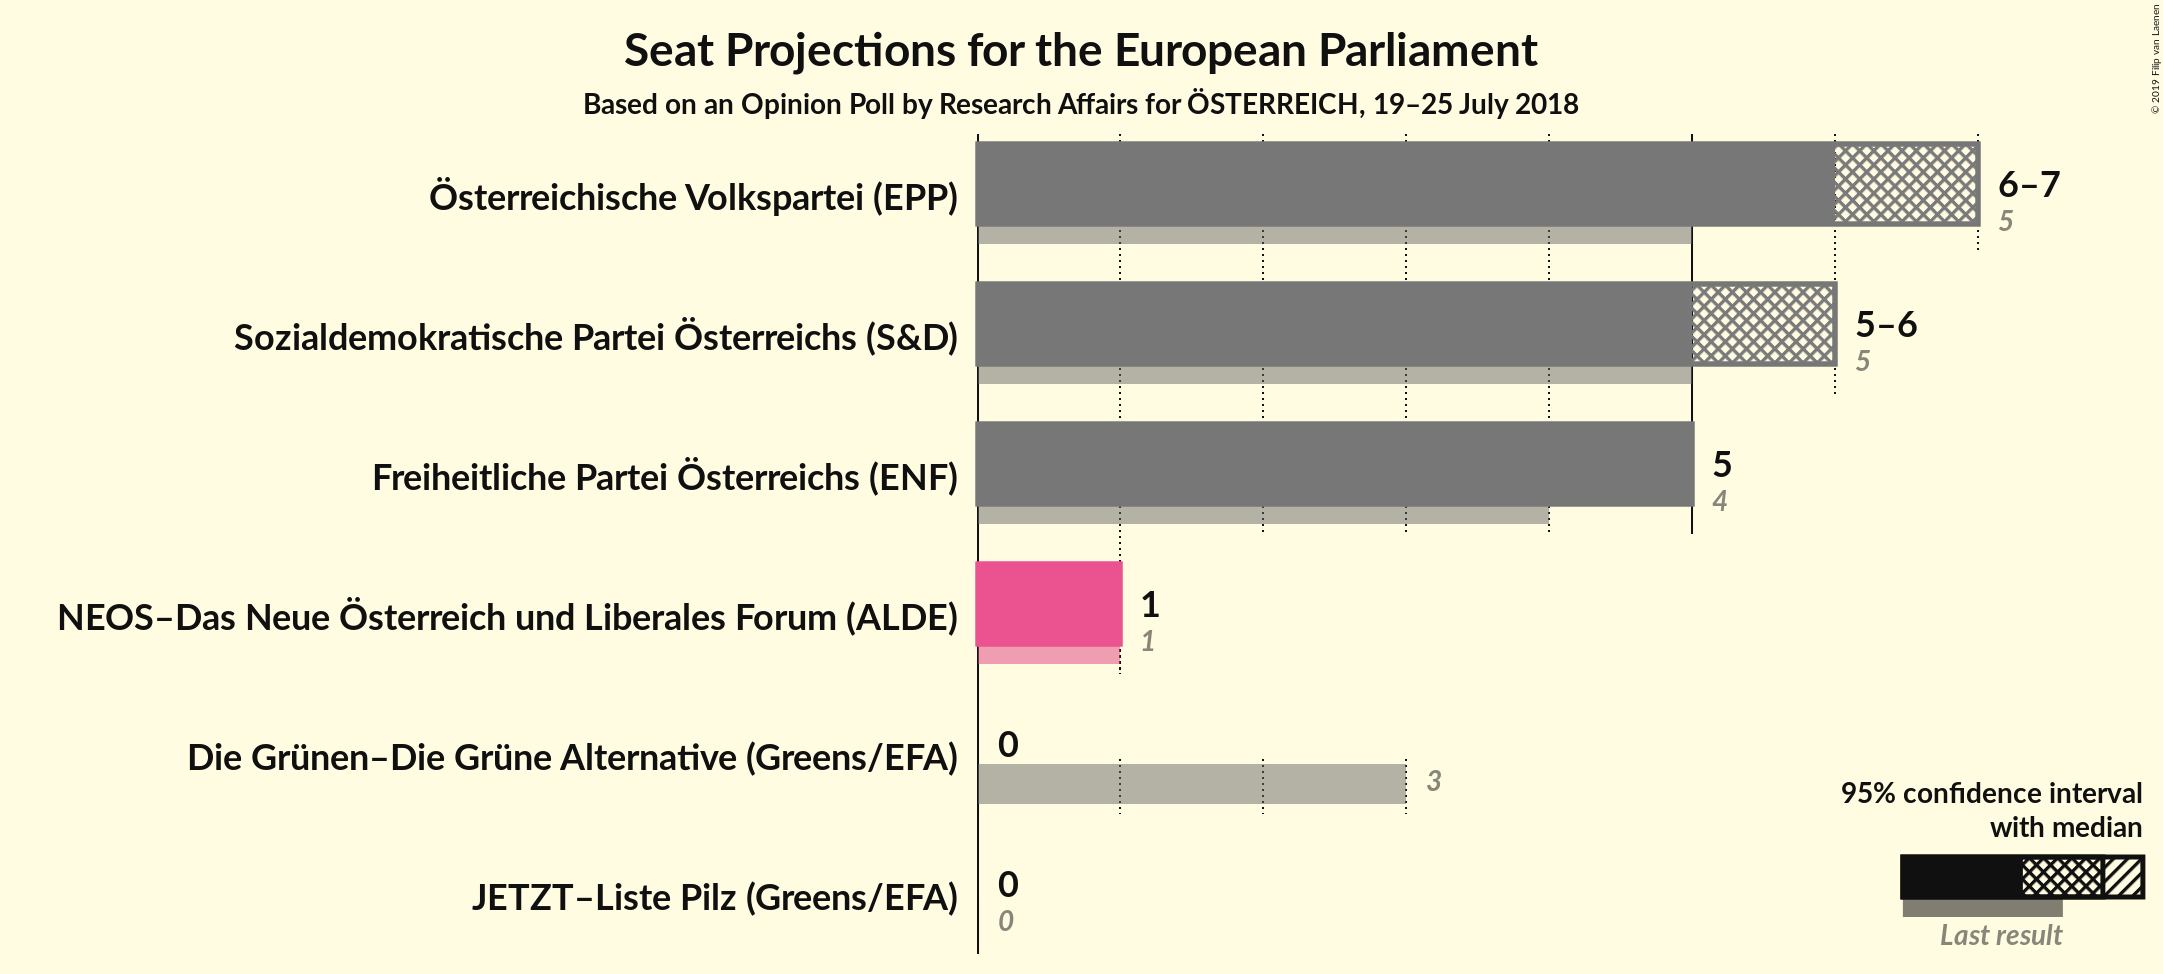 Seat Projections for the European Parliament
Based on an Opinion Poll by Research Affairs for ÖSTERREICH, 19–25 July 2018
© 2019 Filip van Laenen
Österreichische Volkspartei (EPP)
6–7
5
Sozialdemokratische Partei Österreichs (S&D)
5–6
5
Freiheitliche Partei Österreichs (ENF)
5
4
NEOS–Das Neue Österreich und Liberales Forum (ALDE)
1
1
Die Grünen–Die Grüne Alternative (Greens/EFA)
0
3
JETZT–Liste Pilz (Greens/EFA)
0
0
95% confidence interval
with median
Last result